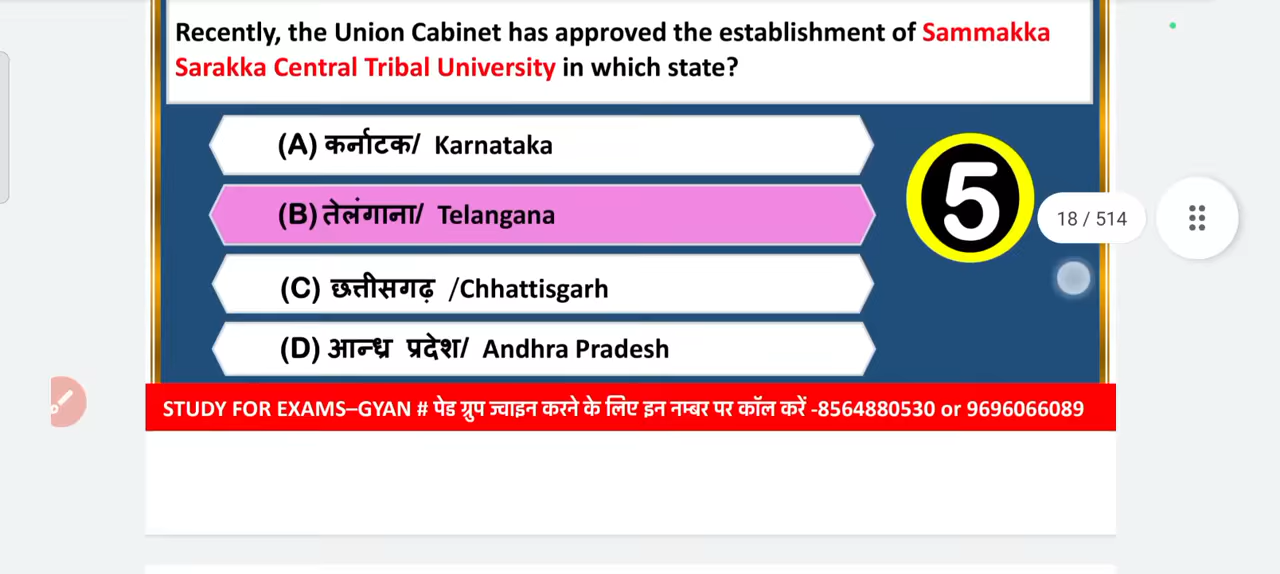 Recently, the Union Cabinet has approved the establishment of Sammakka
Sarakka Central Tribal University in which state?
(A) कर्नाटक/ Karnataka
(B) तेलंगाना/ Telangana
(C) छत्तीसगढ़ /Chhattisgarh
(D) आन्ध्र प्रदेश/ Andhra Pradesh
5
18 / 514
STUDY FOR EXAMS–GYAN # पेड ग्रुप ज्वाइन करने के लिए इन नम्बर पर कॉल करें -8564880530 or 9696066089